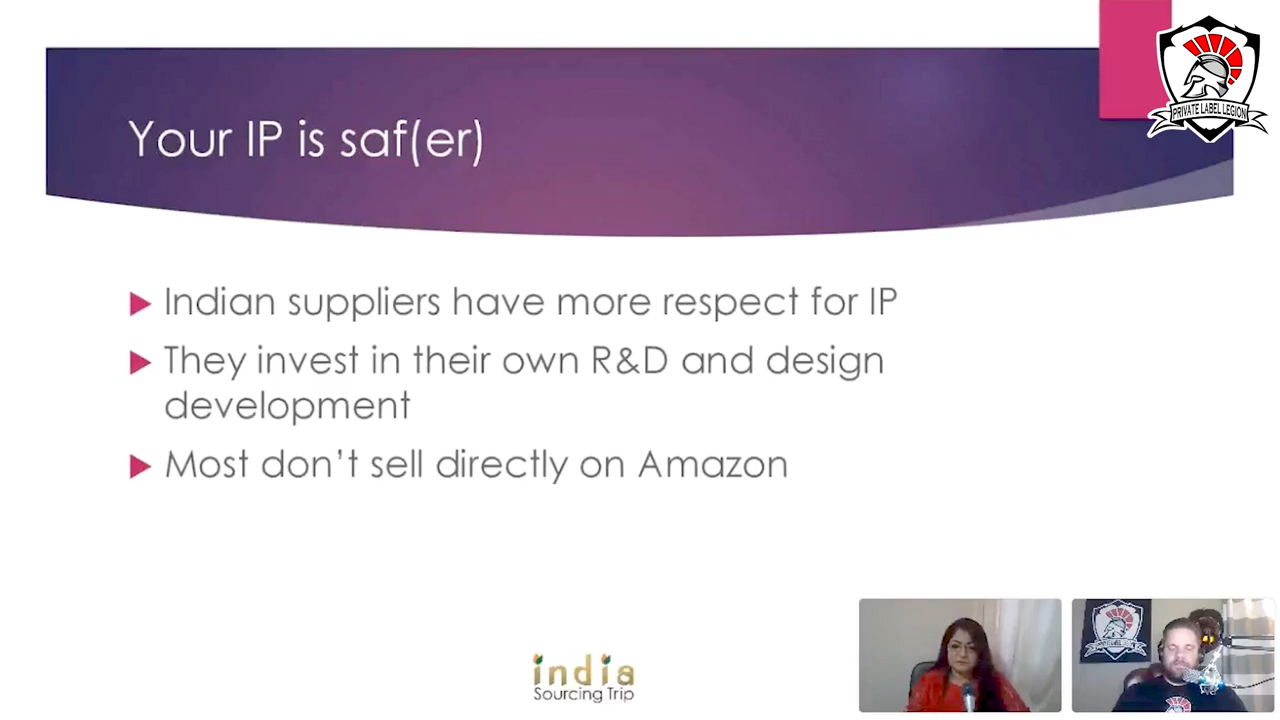 PRIVATE LABEL LEGION
Your IP is saf(er)
Indian suppliers have more respect for IP
They invest in their own R&D and design
development
Most don't sell directly on Amazon
india
Sourcing Trip